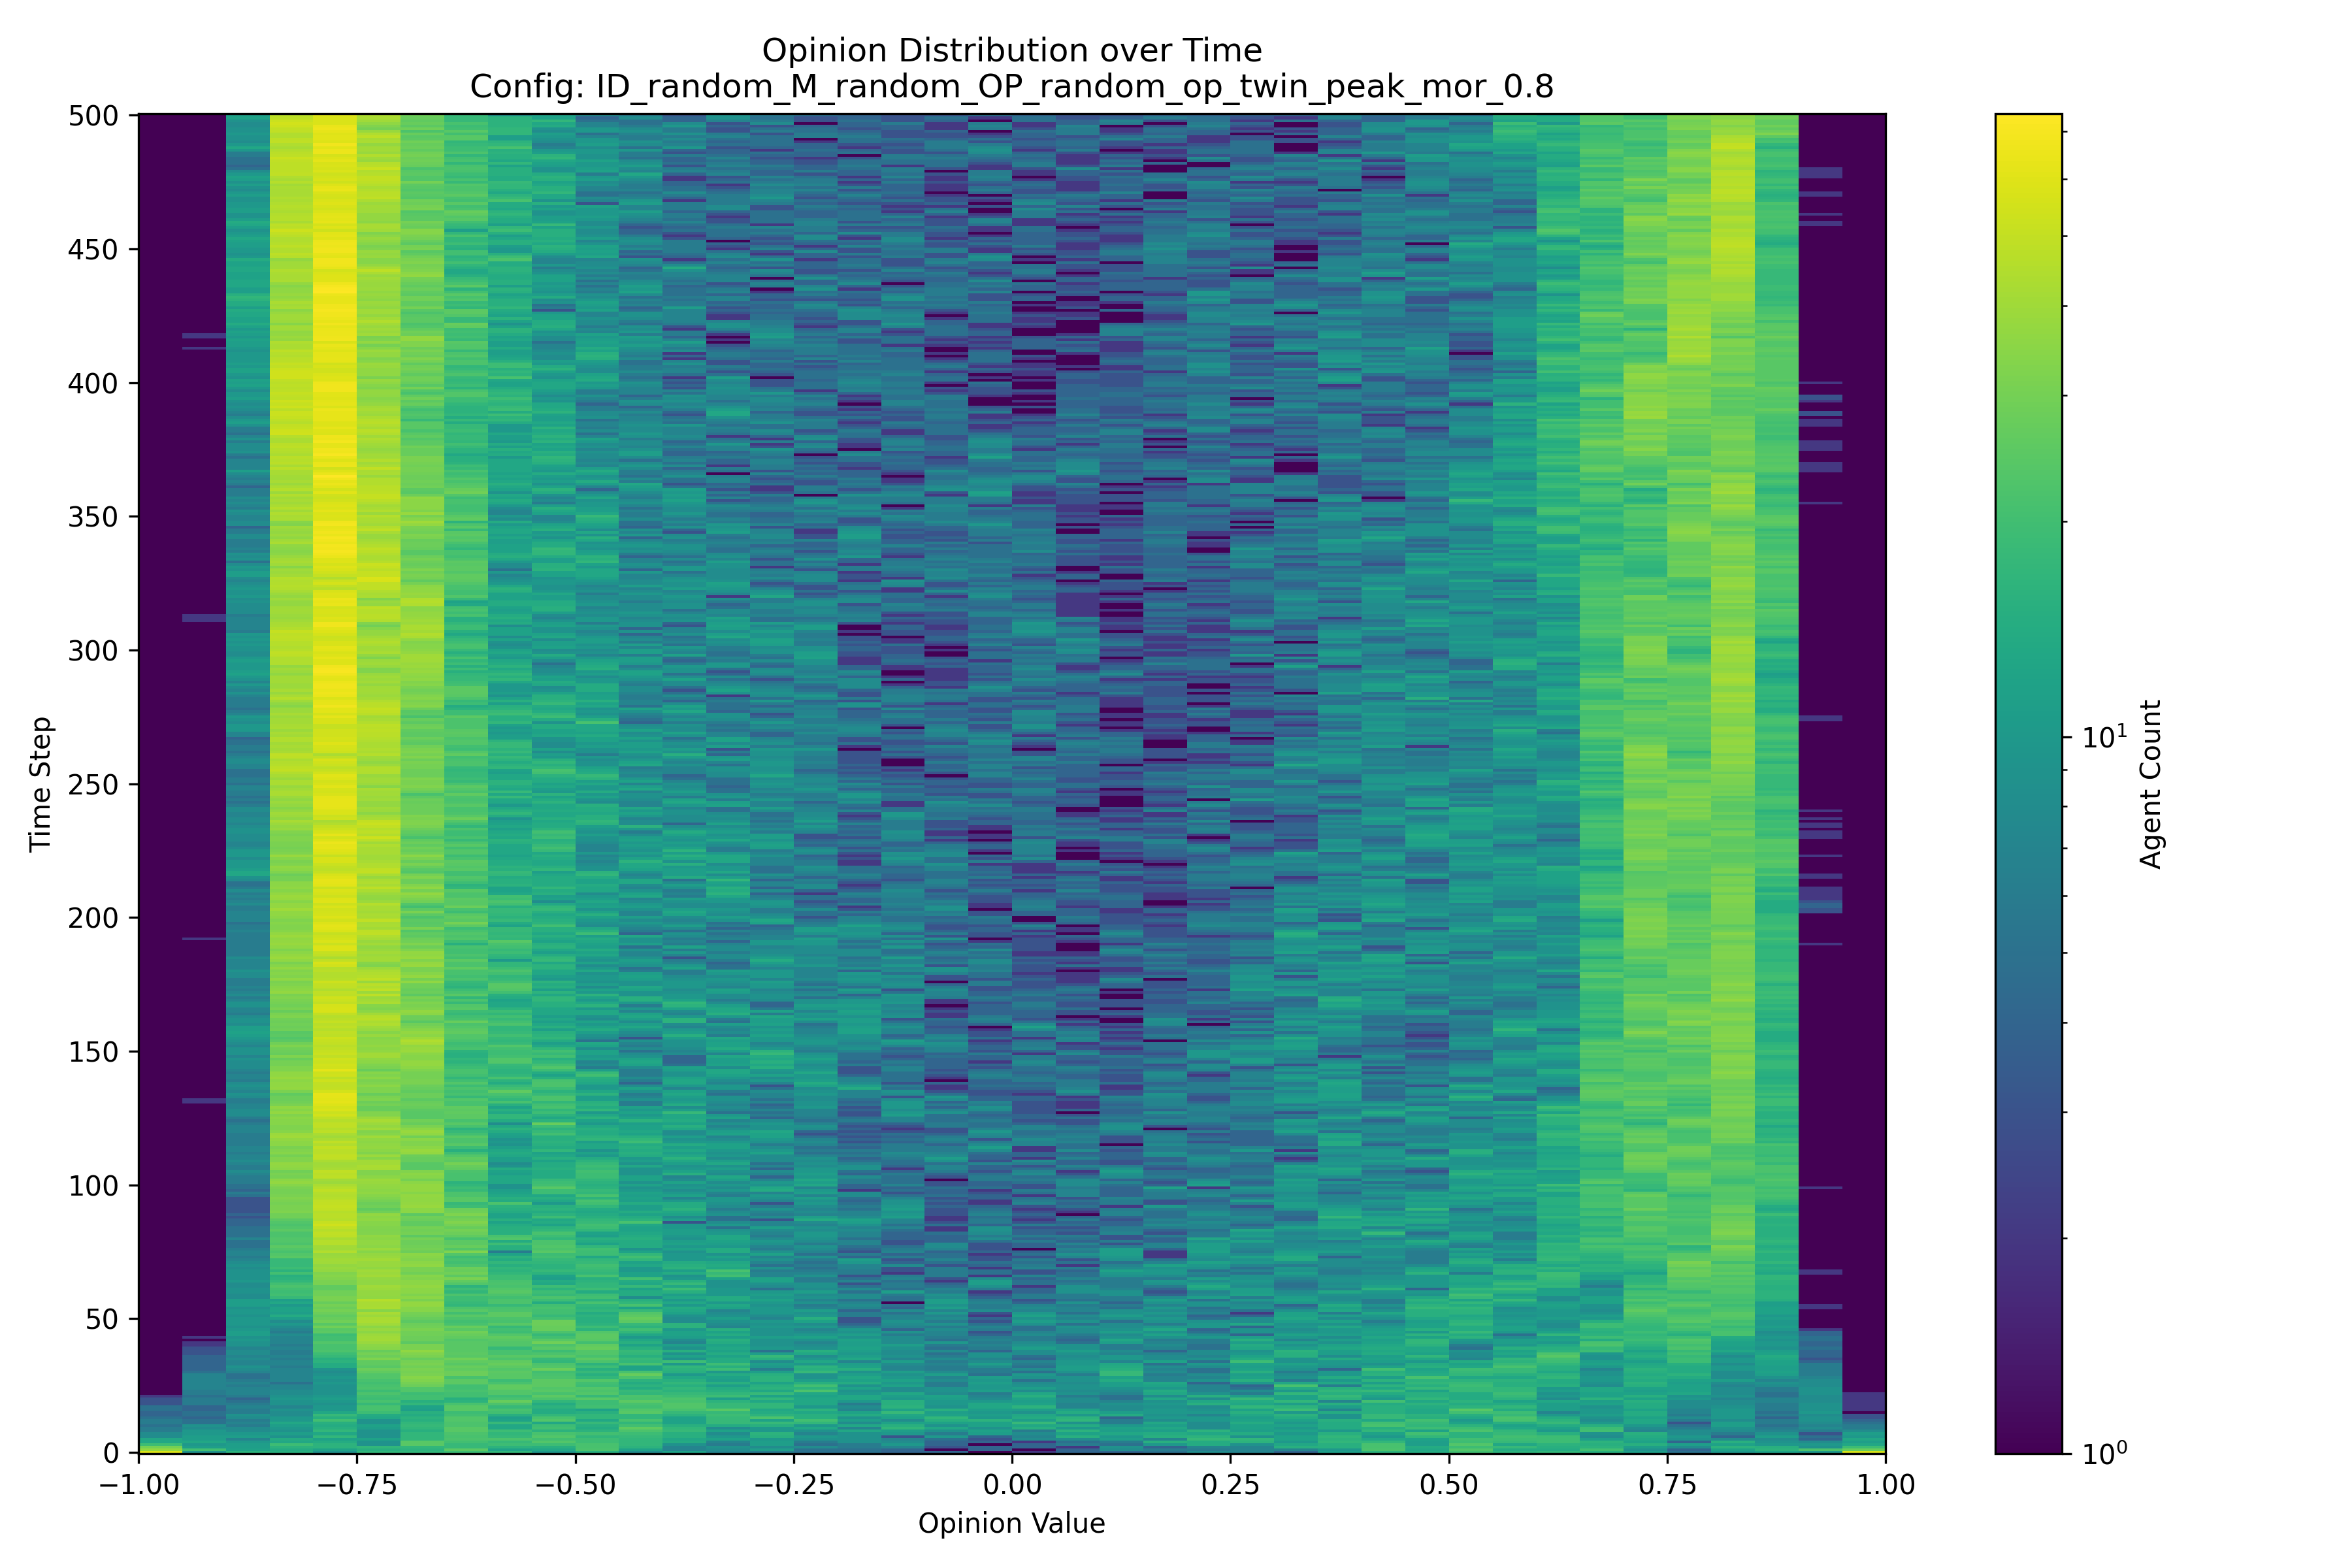 Opinion Distribution over Time
Config: ID_random_M_random_OP_random_op_twin_peak_mor_0.8
500
450
400
350
300
250
200
150
100
50
0
Time Step
−1.00 −0.75 −0.50 −0.25 0.00 0.25 0.50 0.75 1.00
Opinion Value
10¹
10⁰
Agent Count